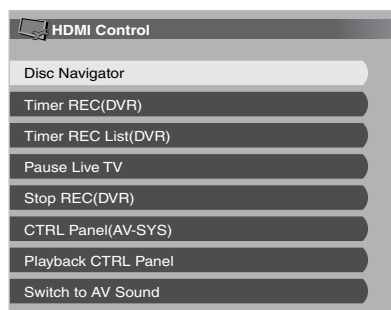 HDMI Control
Disc Navigator
Timer REC(DVR)
Timer REC List(DVR)
Pause Live TV
Stop REC(DVR)
CTRL Panel(AV-SYS)
Playback CTRL Panel
Switch to AV Sound